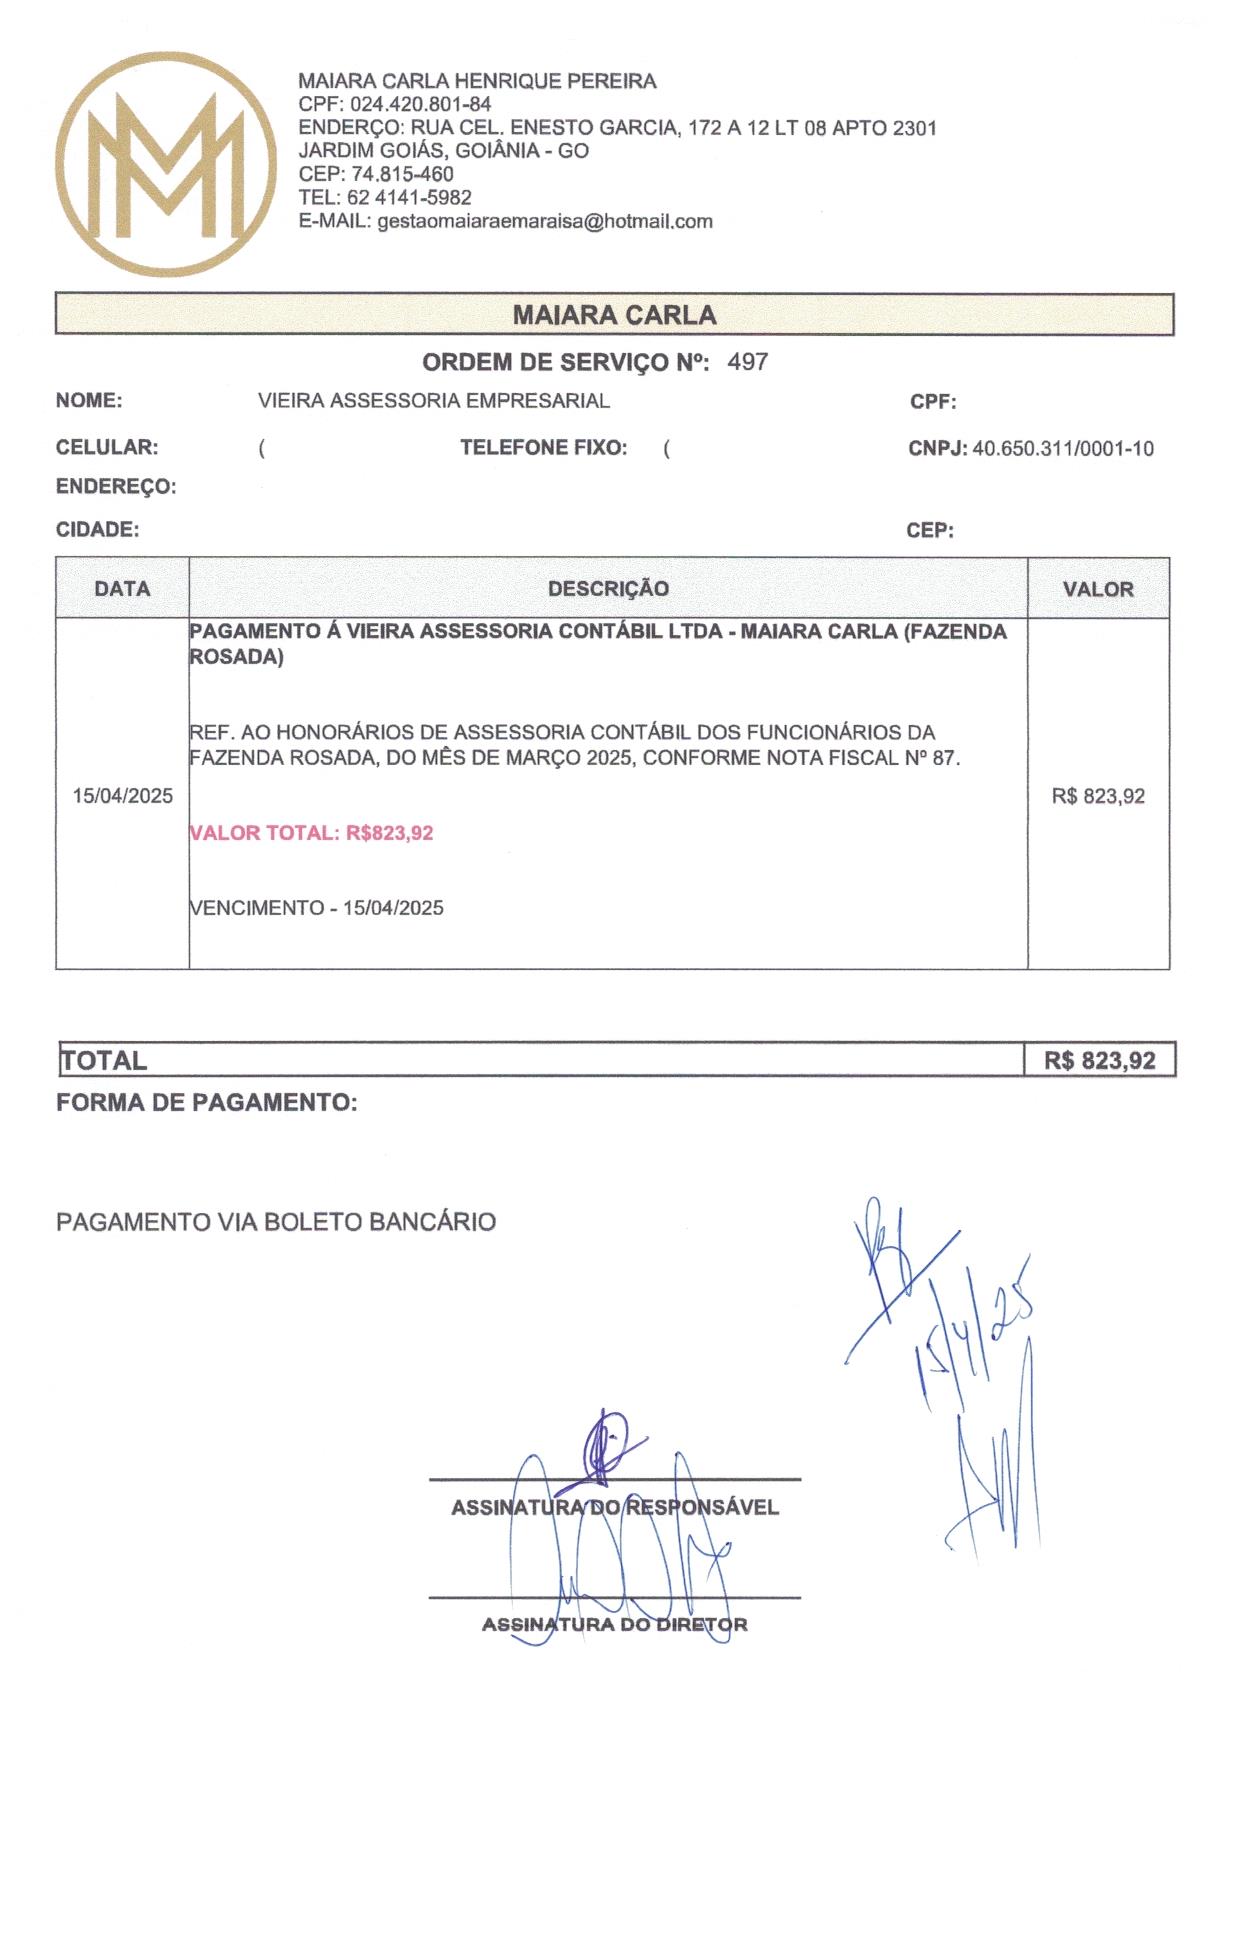 MAIARA CARLA HENRIQUE PEREIRA
CPF: 024.420.801-84
ENDERÇO: RUA CEL. ENESTO GARCIA, 172 A 12 LT 08 APTO 2301
JARDIM GOIÁS, GOIÂNIA - GO
CEP: 74.815-460
TEL: 62 4141-5982
E-MAIL: gestaomaiaraemaraisa@hotmail.com
MAIARA CARLA
ORDEM DE SERVIÇO Nº: 497
NOME: VIEIRA ASSESSORIA EMPRESARIAL CPF:
CELULAR: ( TELEFONE FIXO: ( CNPJ: 40.650.311/0001-10
ENDEREÇO:
CIDADE: CEP:
DATA DESCRIÇÃO VALOR
PAGAMENTO Á VIEIRA ASSESSORIA CONTÁBIL LTDA - MAIARA CARLA (FAZENDA
ROSADA)
REF. AO HONORÁRIOS DE ASSESSORIA CONTÁBIL DOS FUNCIONÁRIOS DA
FAZENDA ROSADA, DO MÊS DE MARÇO 2025, CONFORME NOTA FISCAL Nº 87.
15/04/2025 R$ 823,92
VALOR TOTAL: R$823,92
VENCIMENTO - 15/04/2025
TOTAL R$ 823,92
FORMA DE PAGAMENTO:
PAGAMENTO VIA BOLETO BANCÁRIO
15/4/25
ASSINATURA DO RESPONSÁVEL
ASSINATURA DO DIRETOR